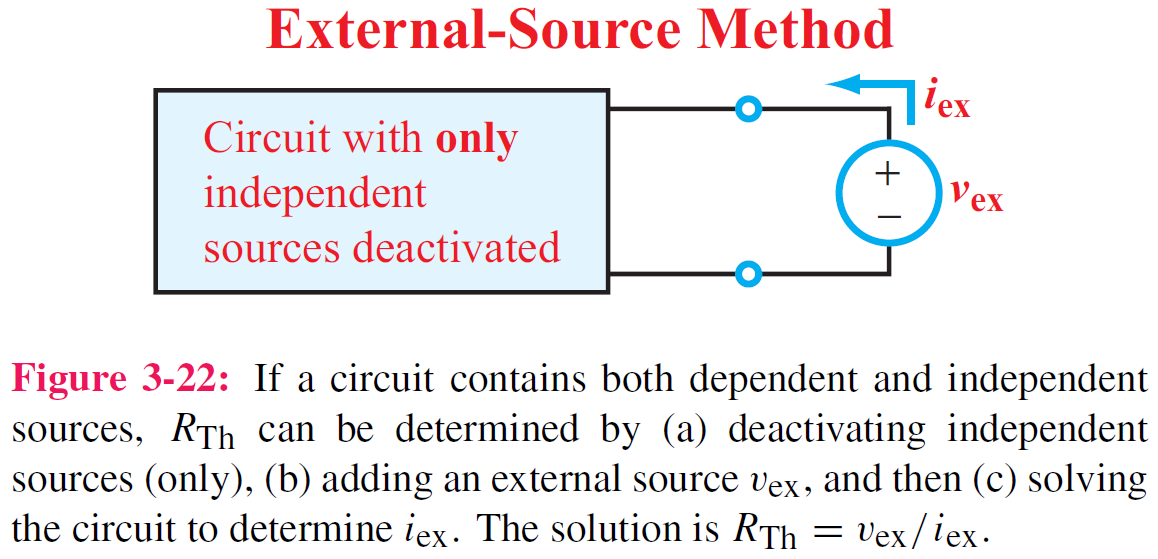 External-Source Method
iex
Circuit with only
independent
sources deactivated
+
vex
−
Figure 3-22: If a circuit contains both dependent and independent
sources, RTh can be determined by (a) deactivating independent
sources (only), (b) adding an external source vex, and then (c) solving
the circuit to determine iex. The solution is RTh = vex/iex.